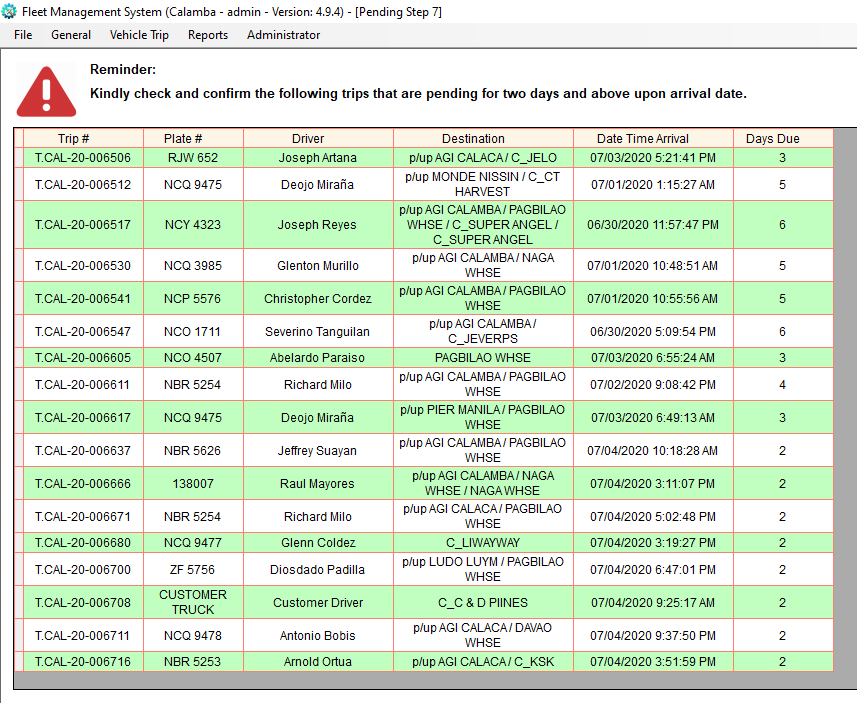 Fleet Management System (Calamba - admin - Version: 4.9.4) - [Pending Step 7]
File General Vehicle Trip Reports Administrator
Reminder:
Kindly check and confirm the following trips that are pending for two days and above upon arrival date.
Trip # Plate # Driver Destination Date Time Arrival Days Due
T.CAL-20-006506 RJW 652 Joseph Artana p/up AGI CALACA / C_JELO 07/03/2020 5:21:41 PM 3
T.CAL-20-006512 NCQ 9475 Deojo Miraña p/up MONDE NISSIN / C_CT 07/01/2020 1:15:27 AM 5
HARVEST
T.CAL-20-006517 NCY 4323 Joseph Reyes p/up AGI CALAMBA / PAGBILAO 06/30/2020 11:57:47 PM 6
WHSE / C_SUPER ANGEL /
C_SUPER ANGEL
T.CAL-20-006530 NCQ 3985 Glenton Murillo p/up AGI CALAMBA / NAGA 07/01/2020 10:48:51 AM 5
WHSE
T.CAL-20-006541 NCP 5576 Christopher Cordez p/up AGI CALAMBA / PAGBILAO 07/01/2020 10:55:56 AM 5
WHSE
T.CAL-20-006547 NCO 1711 Severino Tanguilan p/up AGI CALAMBA / 06/30/2020 5:09:54 PM 6
C_JEVERPS
T.CAL-20-006605 NCO 4507 Abelardo Paraiso PAGBILAO WHSE 07/03/2020 6:55:24 AM 3
T.CAL-20-006611 NBR 5254 Richard Milo p/up AGI CALAMBA / PAGBILAO 07/02/2020 9:08:42 PM 4
WHSE
T.CAL-20-006617 NCQ 9475 Deojo Miraña p/up PIER MANILA / PAGBILAO 07/03/2020 6:49:13 AM 3
WHSE
T.CAL-20-006637 NBR 5626 Jeffrey Suayan p/up AGI CALAMBA / PAGBILAO 07/04/2020 10:18:28 AM 2
WHSE
T.CAL-20-006666 138007 Raul Mayores p/up AGI CALAMBA / NAGA 07/04/2020 3:11:07 PM 2
WHSE / NAGA WHSE
T.CAL-20-006671 NBR 5254 Richard Milo p/up AGI CALACA / PAGBILAO 07/04/2020 5:02:48 PM 2
WHSE
T.CAL-20-006680 NCQ 9477 Glenn Coldez C_LIWAYWAY 07/04/2020 3:19:27 PM 2
T.CAL-20-006700 ZF 5756 Diosdado Padilla p/up LUDO LUYM / PAGBILAO 07/04/2020 6:47:01 PM 2
WHSE
T.CAL-20-006708 CUSTOMER TRUCK Customer Driver C_C & D PIINES 07/04/2020 9:25:17 AM 2
T.CAL-20-006711 NCQ 9478 Antonio Bobis p/up AGI CALACA / DAVAO 07/04/2020 9:37:50 PM 2
WHSE
T.CAL-20-006716 NBR 5253 Arnold Ortua p/up AGI CALACA / C_KSK 07/04/2020 3:51:59 PM 2